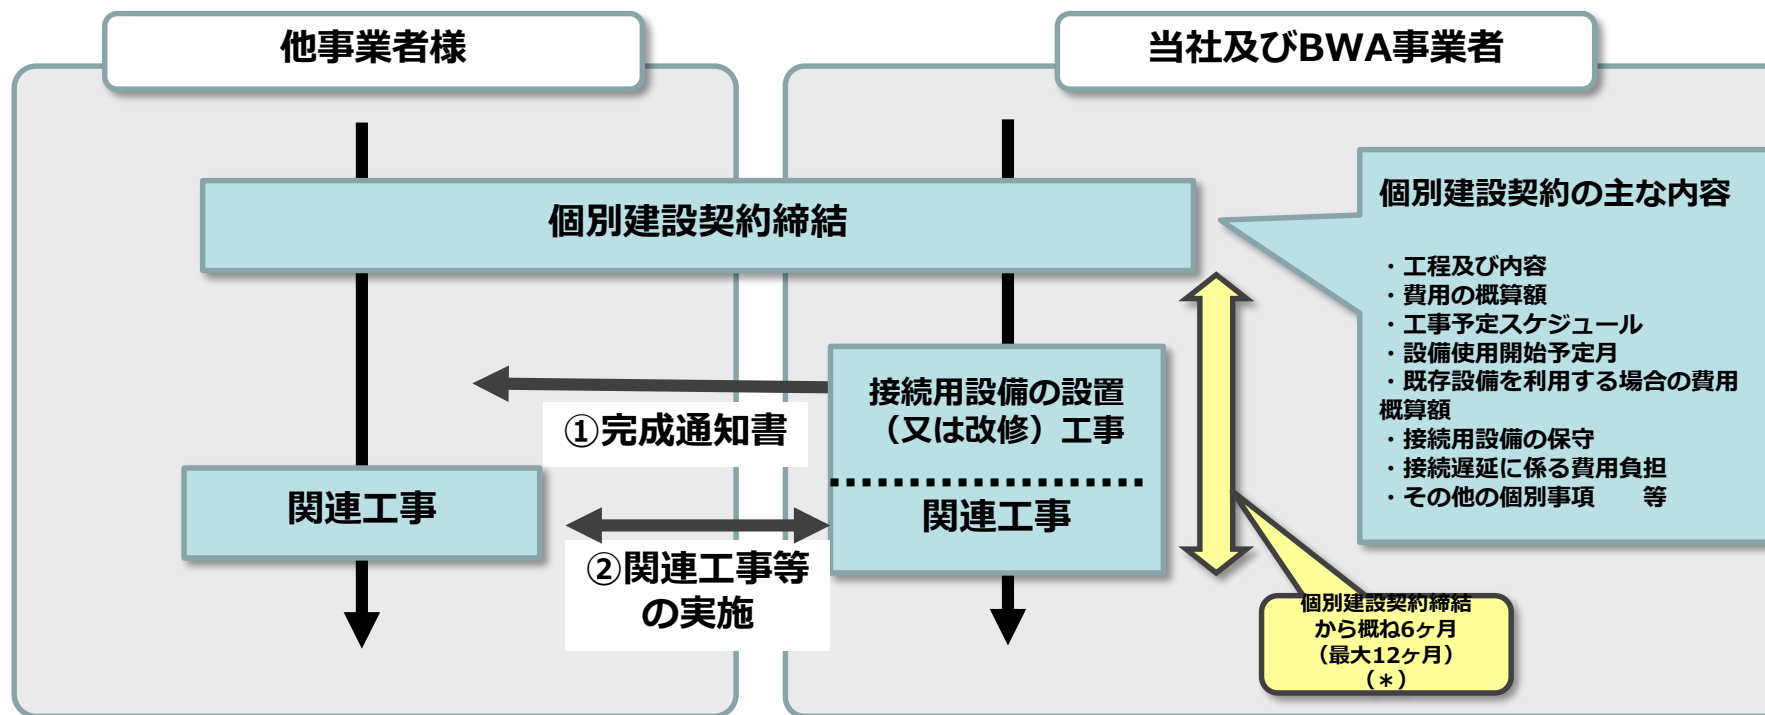 他事業者様
当社及びBWA事業者
個別建設契約締結
個別建設契約の主な内容
・工程及び内容
・費用の概算額
・工事予定スケジュール
・設備使用開始予定月
・既存設備を利用する場合の費用
概算額
・接続用設備の保守
・接続遅延に係る費用負担
・その他の個別事項　　等
接続用設備の設置
（又は改修）工事
①完成通知書
関連工事
関連工事
②関連工事等
の実施
個別建設契約締結
から概ね6ヶ月
（最大12ヶ月）
（＊）